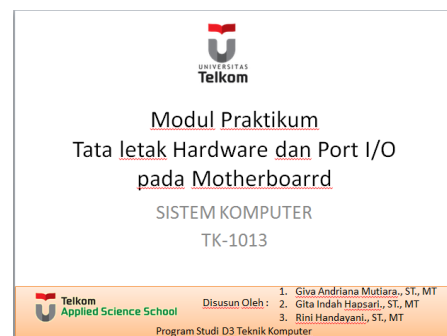 UNIVERSITAS
Telkom
Modul Praktikum
Tata letak Hardware dan Port I/O
pada Motherboarrd
SISTEM KOMPUTER
TK-1013
Telkom
Applied Science School
Disusun Oleh :
1. Giva Andriana Mutiara., ST., MT
2. Gita Indah Hapsari., ST., MT
3. Rini Handayani., ST., MT
Program Studi D3 Teknik Komputer